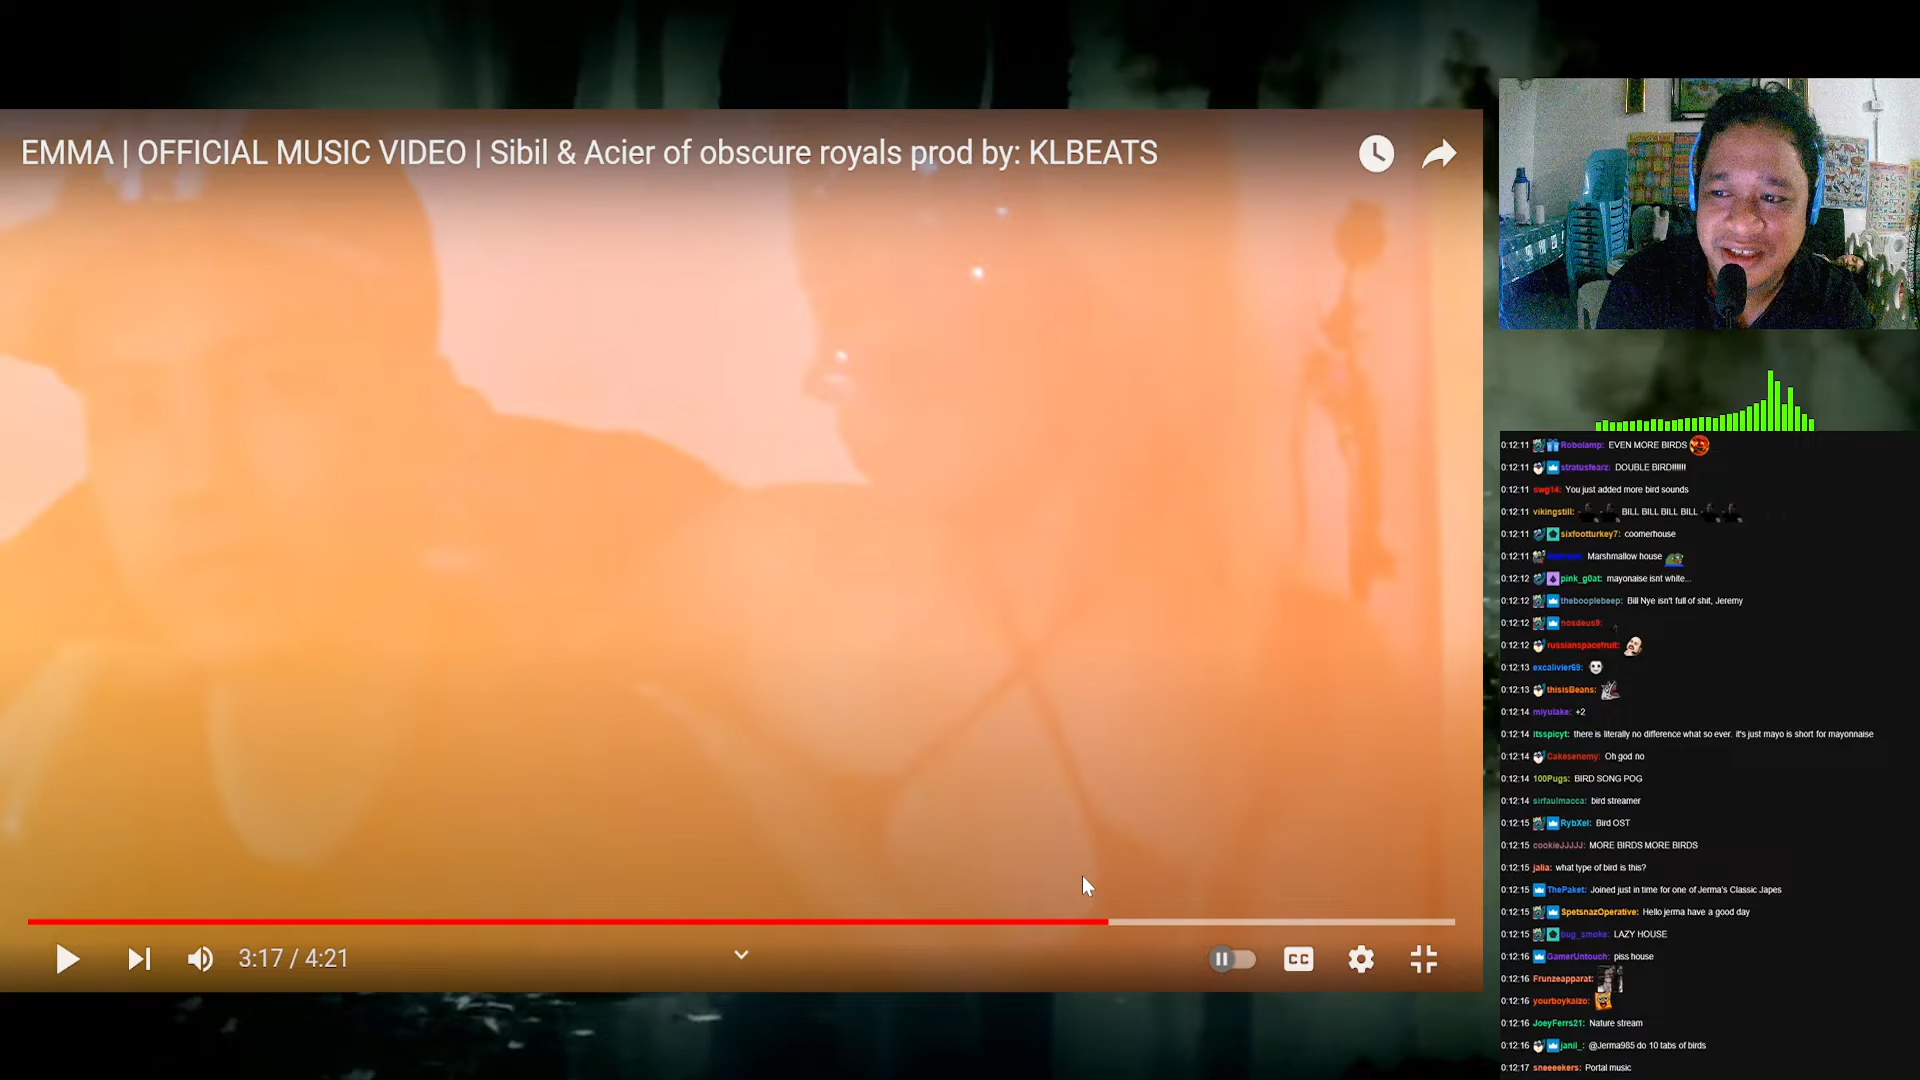 EMMA | OFFICIAL MUSIC VIDEO | Sibil & Acier of obscure royals prod by: KLBEATS
3:17 / 4:21
CC
0:12:11 Robolamp: EVEN MORE BIRDS
0:12:11 stratusfearz: DOUBLE BIRD!!!!!!!
0:12:11 swg14: You just added more bird sounds
0:12:11 vikingstill: BILL BILL BILL BILL
0:12:11 sixfootturkey7: coomerhouse
0:12:11 Marshmallow house
0:12:12 pink_g0at: mayonaise isnt white...
0:12:12 thebooplebeep: Bill Nye isn't full of shit, Jeremy
0:12:12 noxdeus9:
0:12:12 russianspacefruit:
0:12:13 excalivier69:
0:12:13 thisisBeans:
0:12:14 miyulake: +2
0:12:14 itsspicyt: there is literally no difference what so ever. it's just mayo is short for mayonnaise
0:12:14 Cakesenemy: Oh god no
0:12:14 100Pugs: BIRD SONG POG
0:12:14 sirfaulmacca: bird streamer
0:12:15 RybXel: Bird OST
0:12:15 cookieJJJJJ: MORE BIRDS MORE BIRDS
0:12:15 jalia: what type of bird is this?
0:12:15 ThePaket: Joined just in time for one of Jerma's Classic Japes
0:12:15 SpetsnazOperative: Hello jerma have a good day
0:12:15 bug_smoke: LAZY HOUSE
0:12:16 GamerUntouch: piss house
0:12:16 Frunzeapparat:
0:12:16 yourboykaizo:
0:12:16 JoeyFerrs21: Nature stream
0:12:16 janil_: @Jerma985 do 10 tabs of birds
0:12:17 sneeeekers: Portal music